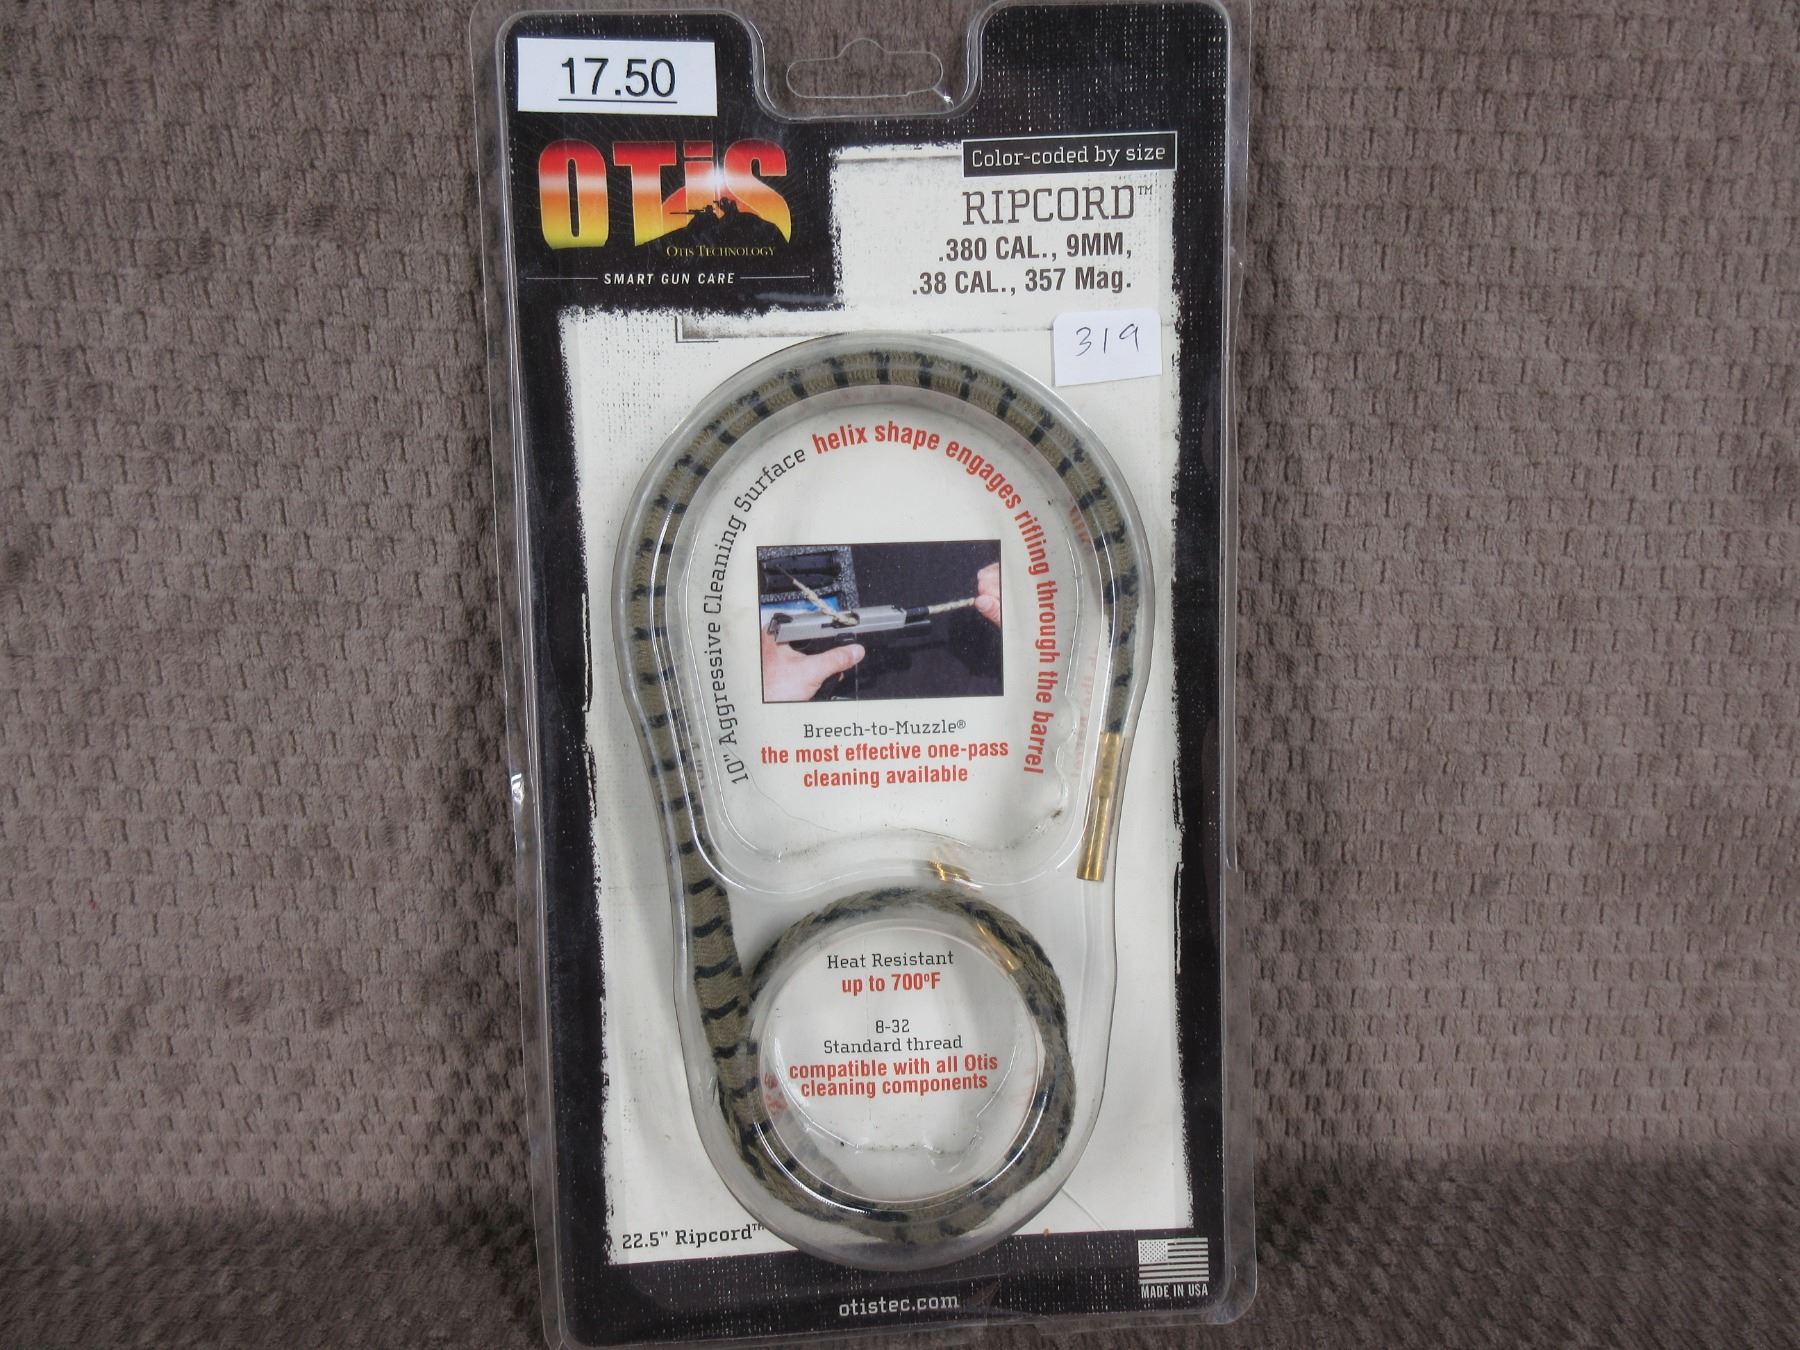 17.50
OTiS
OTIS TECHNOLOGY
SMART GUN CARE
Color-coded by size
RIPCORD™
.380 CAL., 9MM,
.38 CAL., 357 Mag.
319
10" Aggressive Cleaning Surface helix shape engages rifling through the barrel
Breech-to-Muzzle®
the most effective one-pass
cleaning available
Heat Resistant
up to 700ºF
8-32
Standard thread
compatible with all Otis
cleaning components
22.5" Ripcord™
MADE IN USA
otistec.com